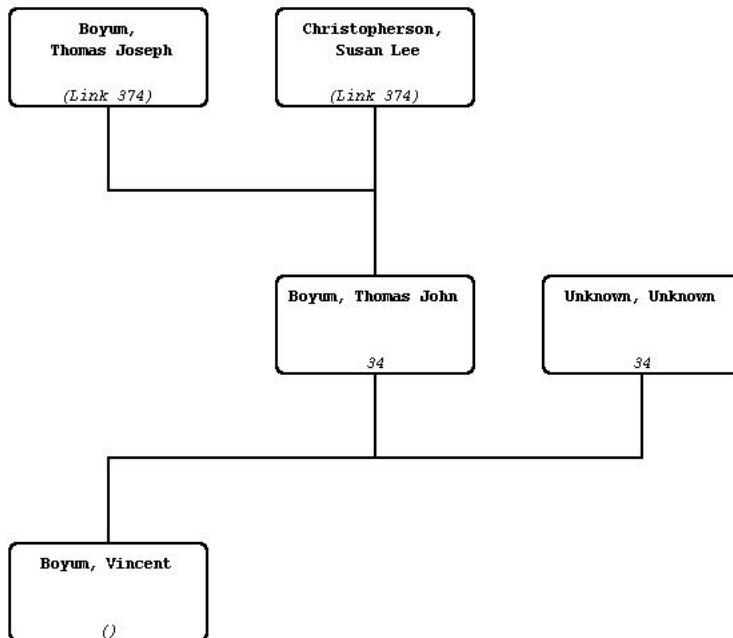 Boyum,
Thomas Joseph
(Link 374)
Christopherson,
Susan Lee
(Link 374)
Boyum, Thomas John
34
Unknown, Unknown
34
Boyum, Vincent
()